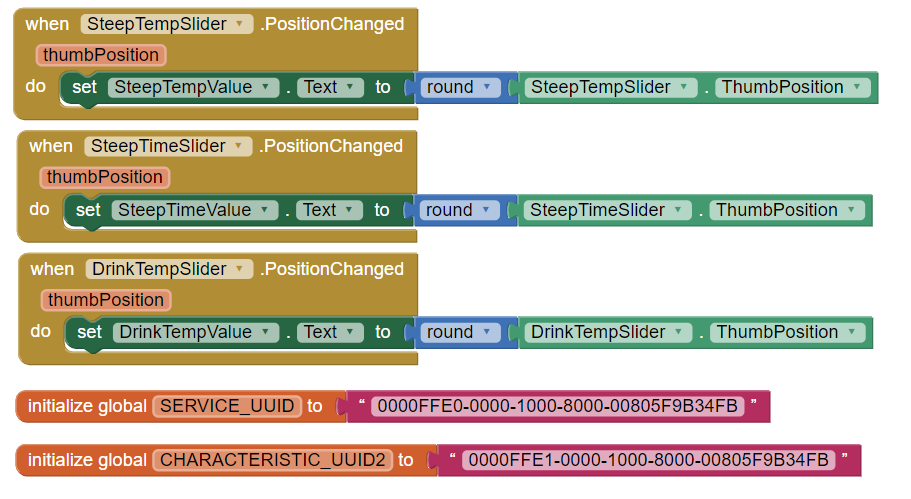 when SteepTempSlider .PositionChanged
thumbPosition
do set SteepTempValue . Text to round SteepTempSlider . ThumbPosition
when SteepTimeSlider .PositionChanged
thumbPosition
do set SteepTimeValue . Text to round SteepTimeSlider . ThumbPosition
when DrinkTempSlider .PositionChanged
thumbPosition
do set DrinkTempValue . Text to round DrinkTempSlider . ThumbPosition
initialize global SERVICE_UUID to “ 0000FFE0-0000-1000-8000-00805F9B34FB ”
initialize global CHARACTERISTIC_UUID2 to “ 0000FFE1-0000-1000-8000-00805F9B34FB ”